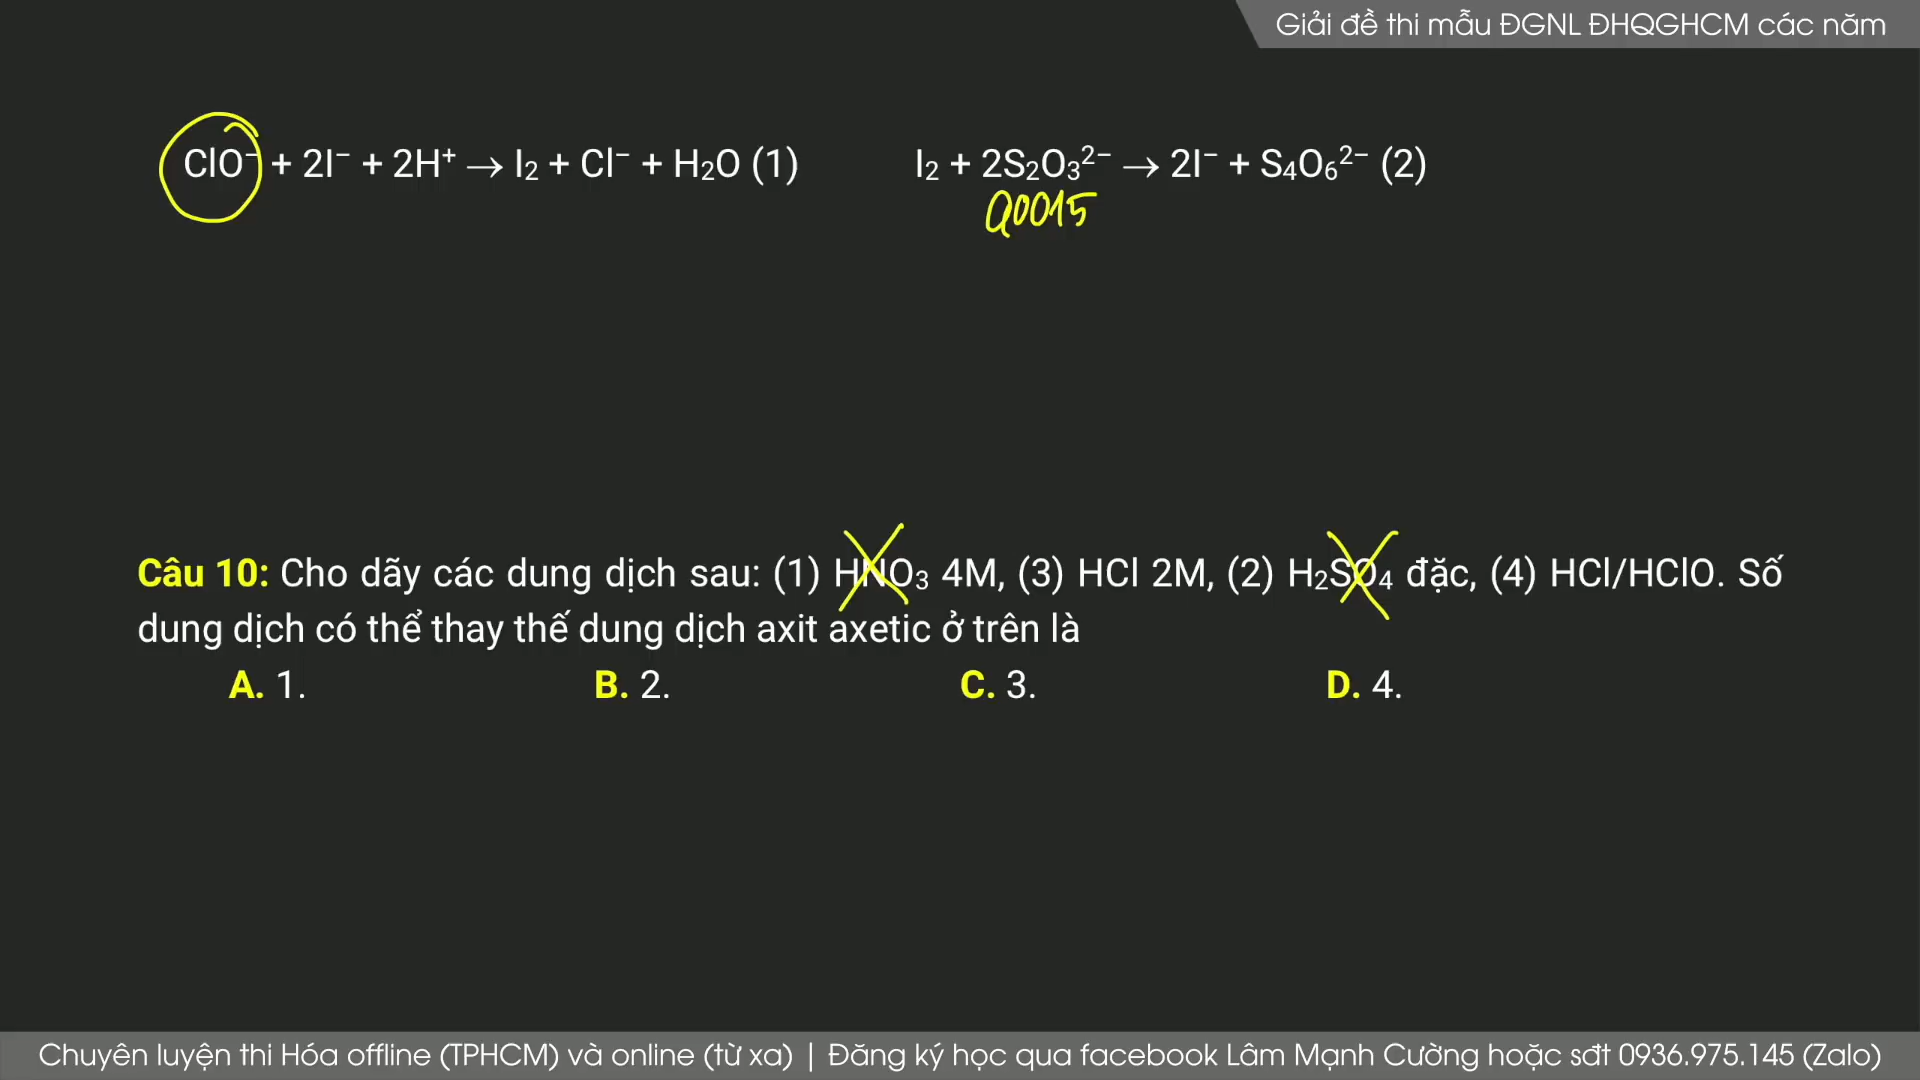 Giải đề thi mẫu ĐGNL ĐHQGHCM các năm
ClO⁻ + 2I⁻ + 2H⁺ → I₂ + Cl⁻ + H₂O (1) I₂ + 2S₂O₃²⁻ → 2I⁻ + S₄O₆²⁻ (2)
0,0015
Câu 10: Cho dãy các dung dịch sau: (1) HNO₃ 4M, (3) HCl 2M, (2) H₂SO₄ đặc, (4) HCl/HClO. Số
dung dịch có thể thay thế dung dịch axit axetic ở trên là
A. 1. B. 2. C. 3. D. 4.
Chuyên luyện thi Hóa offline (TPHCM) và online (từ xa) | Đăng ký học qua facebook Lâm Mạnh Cường hoặc sđt 0936.975.145 (Zalo)